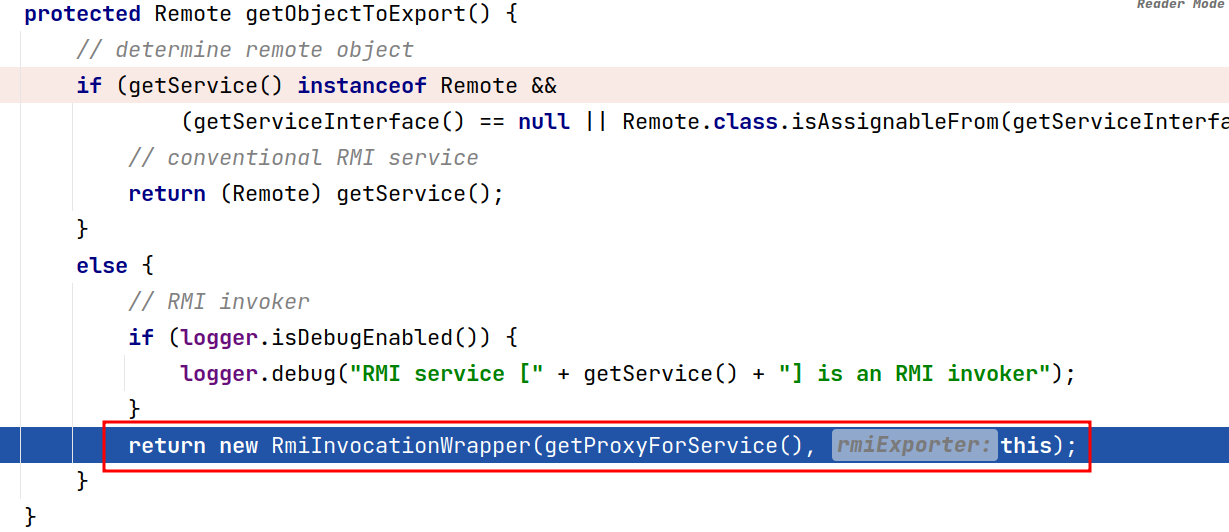 Reader Mode
protected Remote getObjectToExport() {
// determine remote object
if (getService() instanceof Remote &&
(getServiceInterface() == null || Remote.class.isAssignableFrom(getServiceInterfa
// conventional RMI service
return (Remote) getService();
}
else {
// RMI invoker
if (logger.isDebugEnabled()) {
logger.debug("RMI service [" + getService() + "] is an RMI invoker");
}
return new RmiInvocationWrapper(getProxyForService(), rmiExporter: this);
}
}